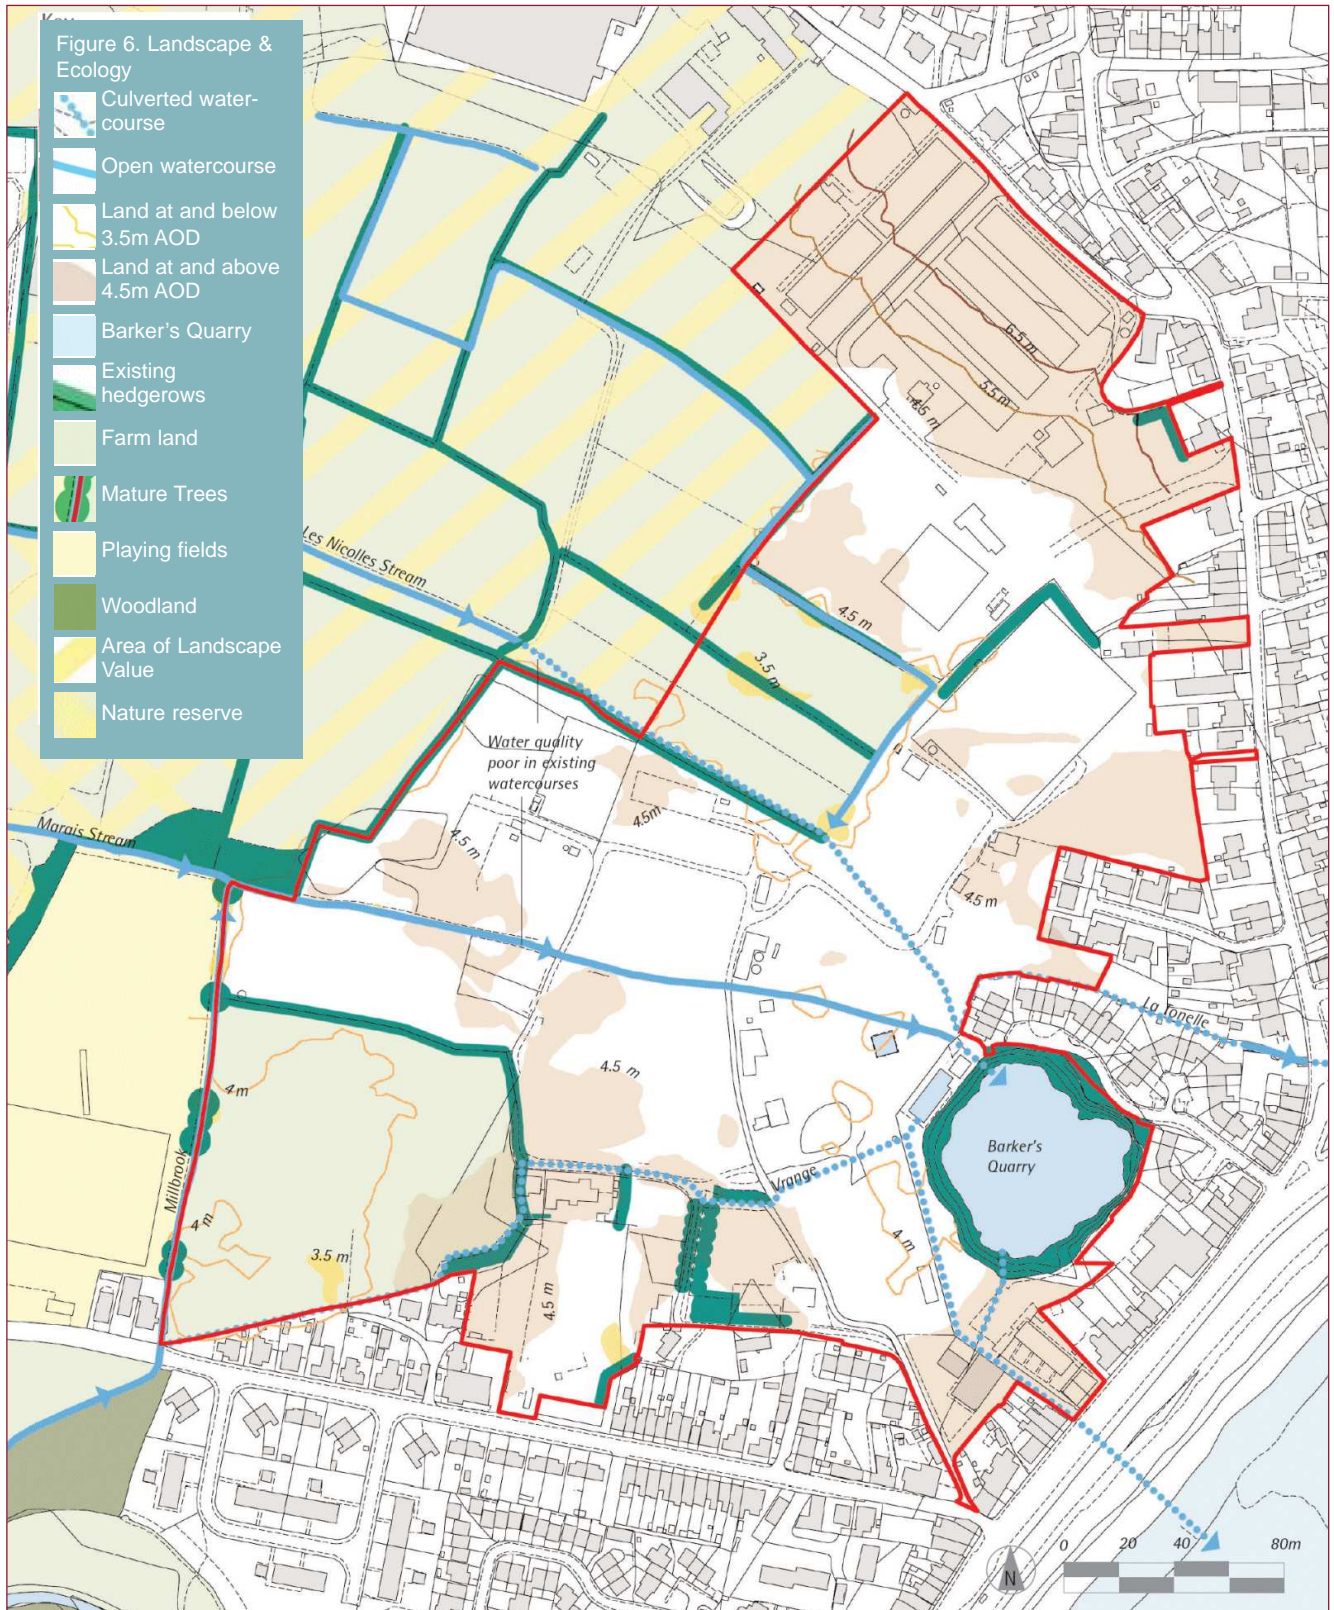 Figure 6. Landscape &
Ecology
Culverted water-
course
Open watercourse
Land at and below
3.5m AOD
Land at and above
4.5m AOD
Barker's Quarry
Existing
hedgerows
Farm land
Mature Trees
Playing fields
Woodland
Area of Landscape
Value
Nature reserve
6.5 m
5.5 m
4.5 m
Les Nicolles Stream
4.5 m
3.5 m
Water quality
poor in existing
watercourses
4.5m
4.5 m
Marais Stream
4.5 m
La Tonelle
4.5 m
4 m
Barker's
Quarry
Vrange
Millbrook
4 m
4 m
3.5 m
4.5 m
0 20 40 80m
N